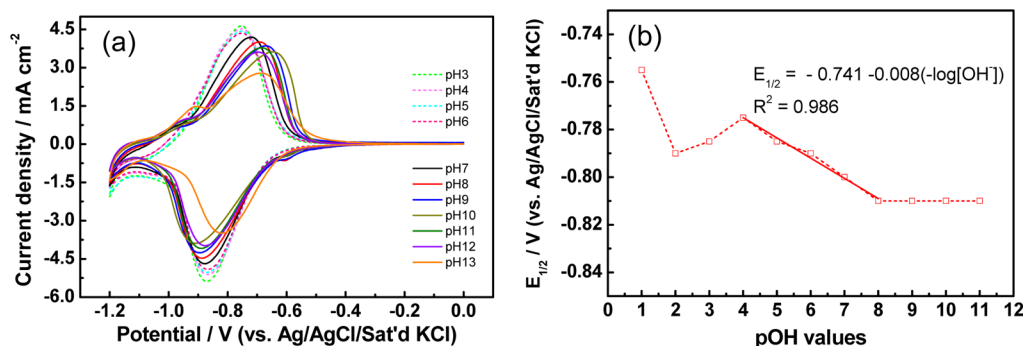 (a)
4.5
3.0
1.5
0.0
-1.5
-3.0
-4.5
-6.0
Current density / mA cm⁻²
pH3
pH4
pH5
pH6
pH7
pH8
pH9
pH10
pH11
pH12
pH13
-1.2 -1.0 -0.8 -0.6 -0.4 -0.2 0.0
Potential / V (vs. Ag/AgCl/Sat'd KCl)
(b)
-0.74
-0.76
-0.78
-0.80
-0.82
-0.84
E1/2 / V (vs. Ag/AgCl/Sat'd KCl)
E1/2 = - 0.741 -0.008(-log[OH⁻])
R² = 0.986
0 1 2 3 4 5 6 7 8 9 10 11 12
pOH values